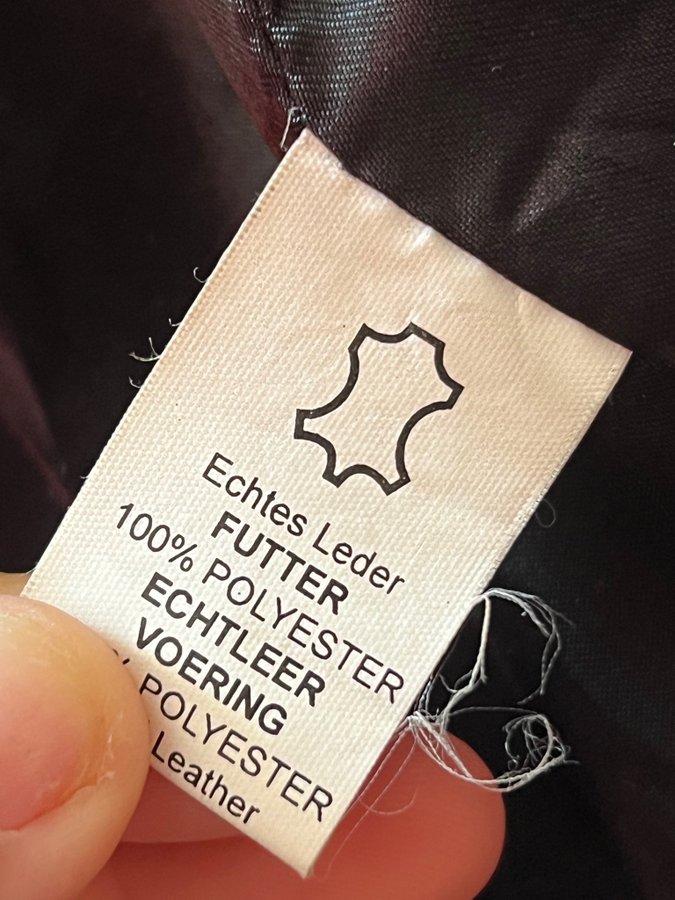 Echtes Leder
FUTTER
100% POLYESTER
ECHTLEER
VOERING
% POLYESTER
Leather